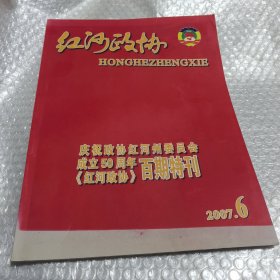 红河政协
HONGHEZHENGXIE
庆祝政协红河州委员会
成立50周年
《红河政协》
百期特刊
2007.6